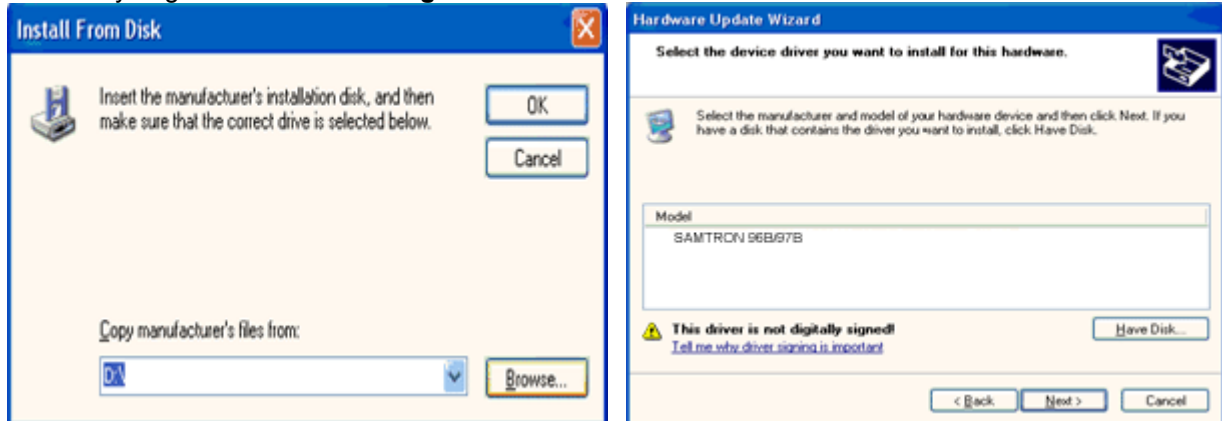 Install From Disk
Insert the manufacturer's installation disk, and then
make sure that the correct drive is selected below.
OK
Cancel
Copy manufacturer's files from:
D:\
Browse...
Hardware Update Wizard
Select the device driver you want to install for this hardware.
Select the manufacturer and model of your hardware device and then click Next. If you
have a disk that contains the driver you want to install, click Have Disk.
Model
SAMTRON 96B/97B
This driver is not digitally signed!
Tell me why driver signing is important
Have Disk...
< Back
Next >
Cancel